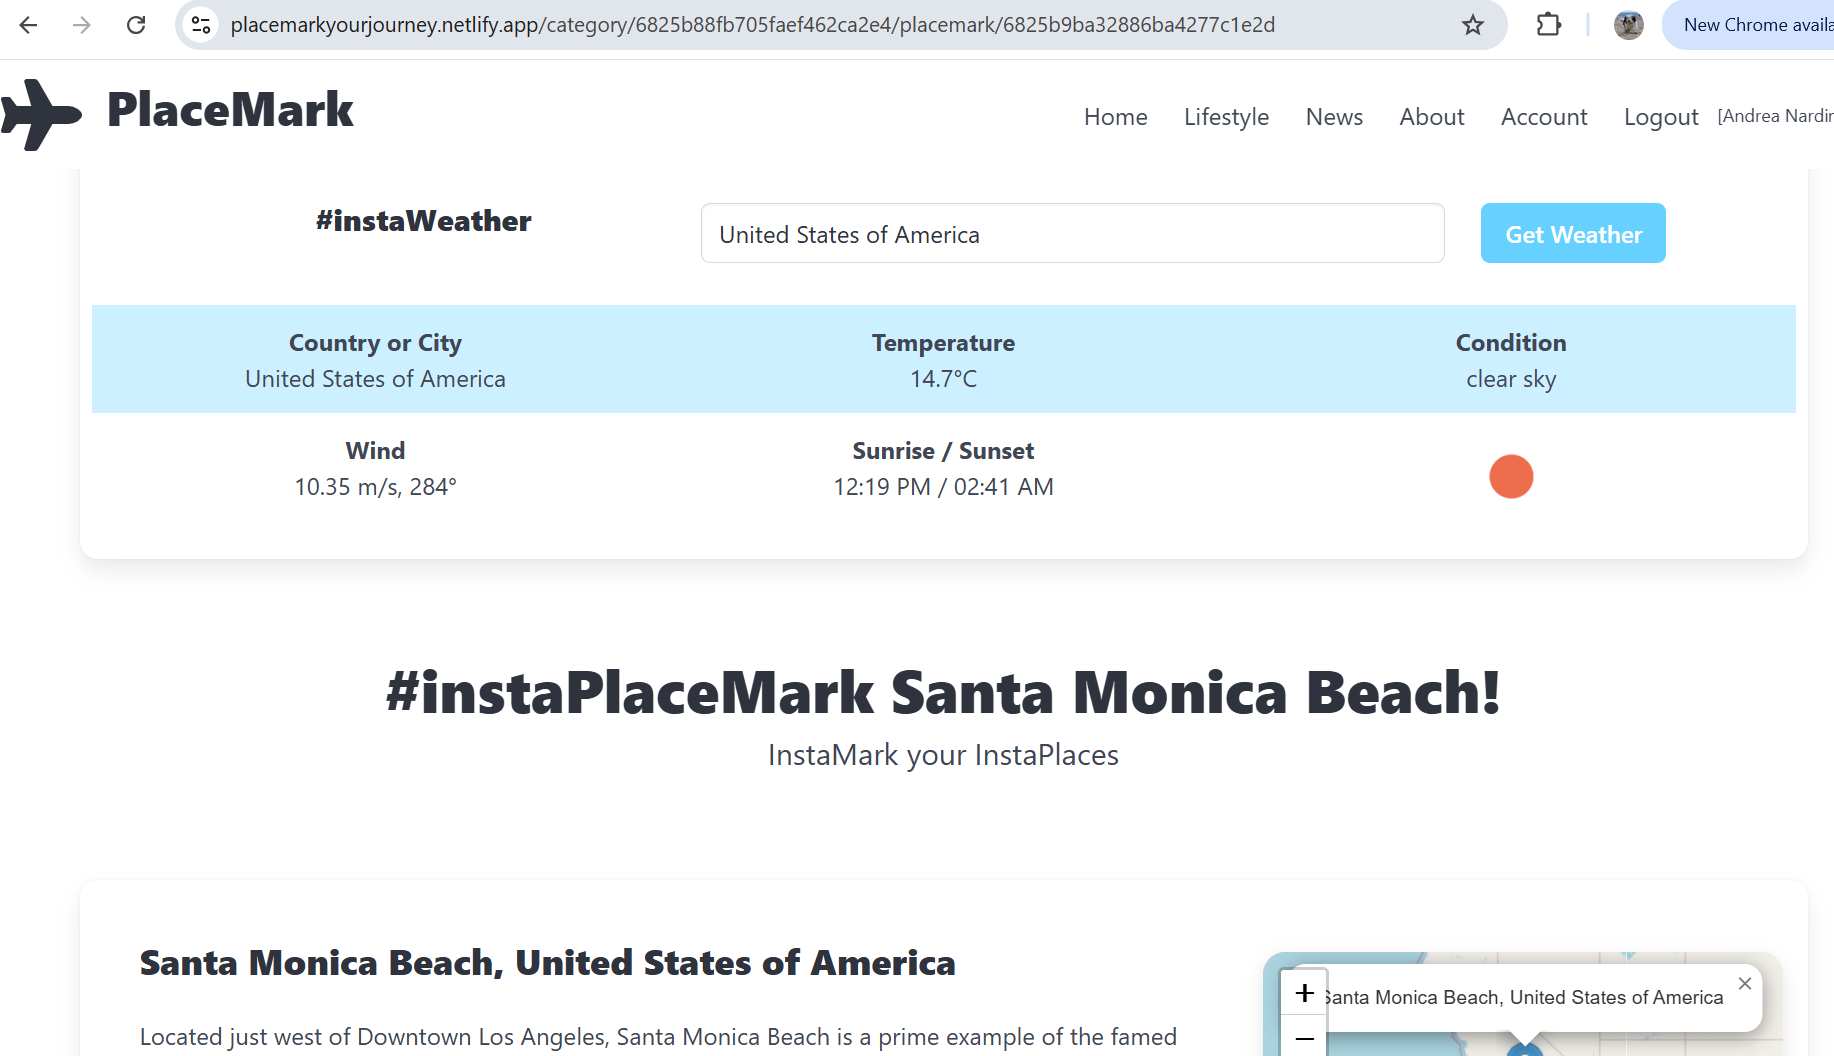 placemarkyourjourney.netlify.app/category/6825b88fb705faef462ca2e4/placemark/6825b9ba32886ba4277c1e2d
New Chrome availa
PlaceMark
Home Lifestyle News About Account Logout [Andrea Nardin
#instaWeather
United States of America
Get Weather
Country or City Temperature Condition
United States of America 14.7°C clear sky
Wind Sunrise / Sunset
10.35 m/s, 284° 12:19 PM / 02:41 AM
#instaPlaceMark Santa Monica Beach!
InstaMark your InstaPlaces
Santa Monica Beach, United States of America
Located just west of Downtown Los Angeles, Santa Monica Beach is a prime example of the famed
+
Santa Monica Beach, United States of America ×
−